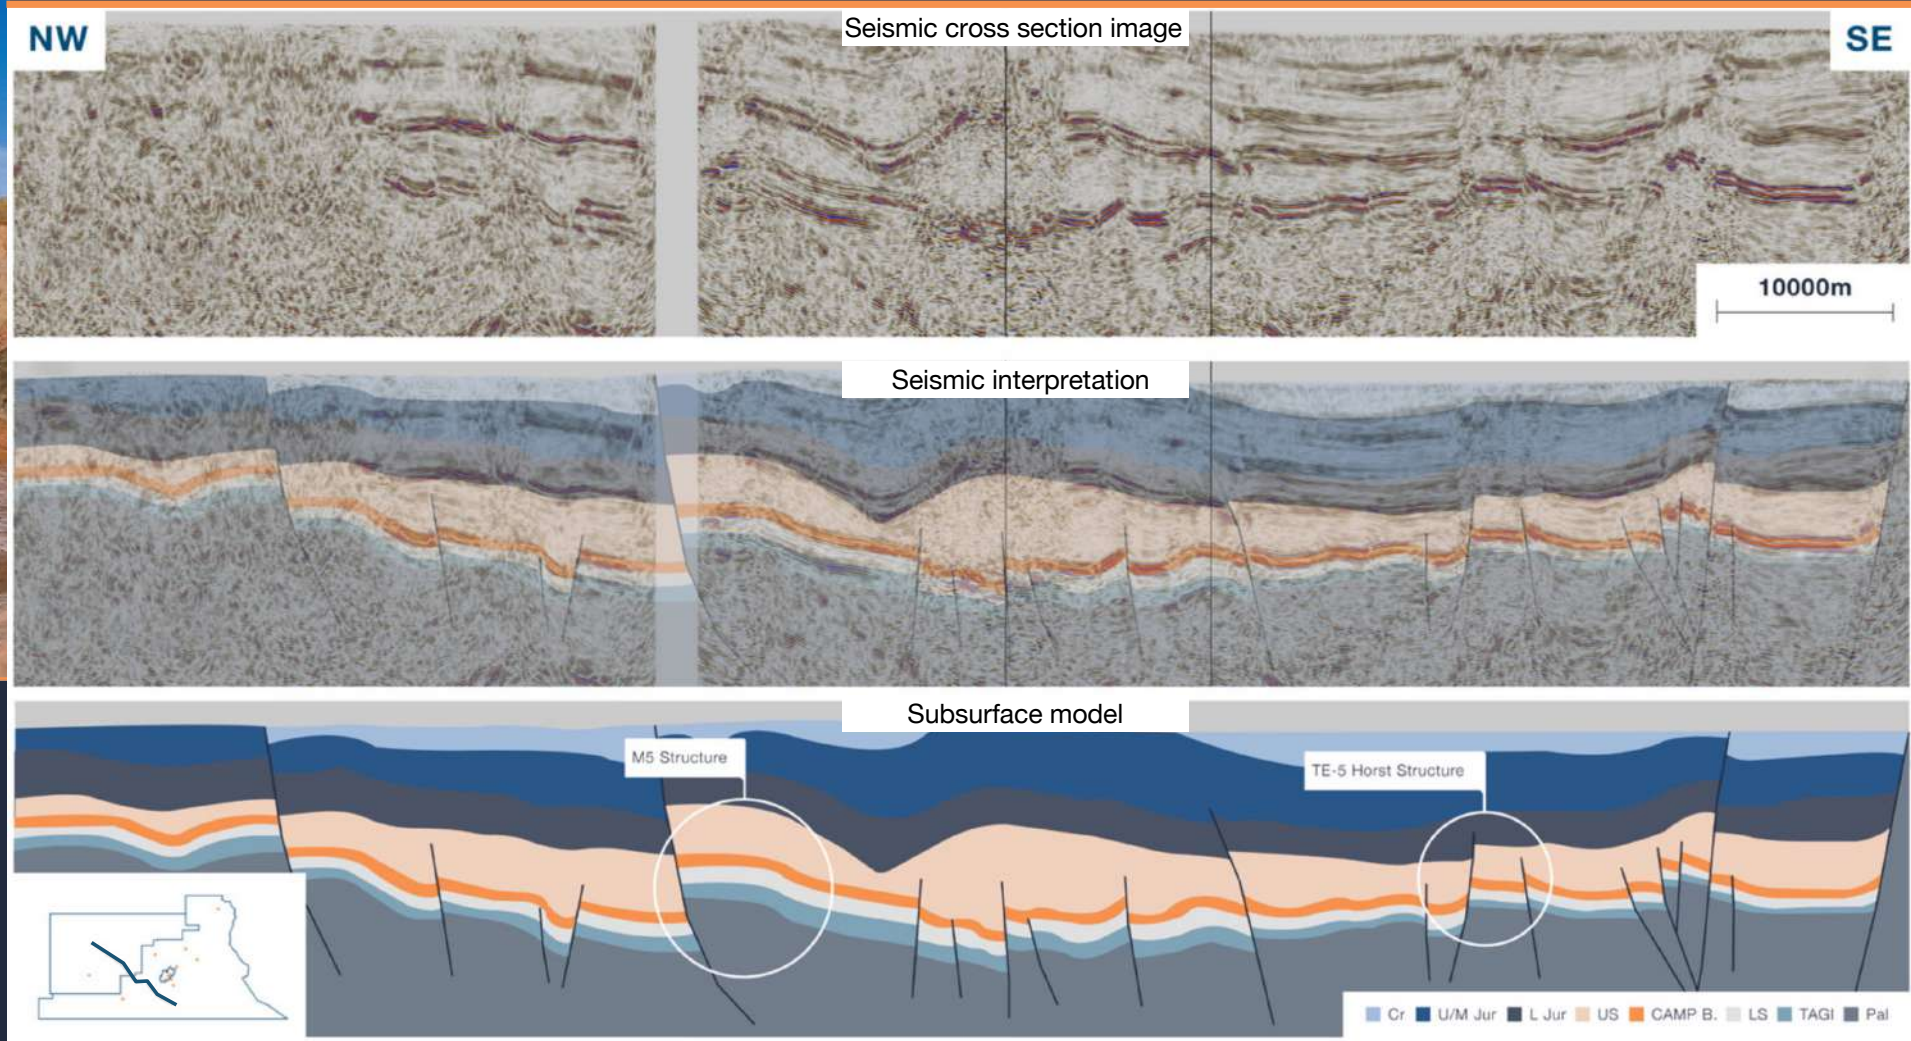 NW
Seismic cross section image
SE
10000m
Seismic interpretation
Subsurface model
M5 Structure
TE-5 Horst Structure
Cr U/M Jur L Jur US CAMP B. LS TAGI Pal